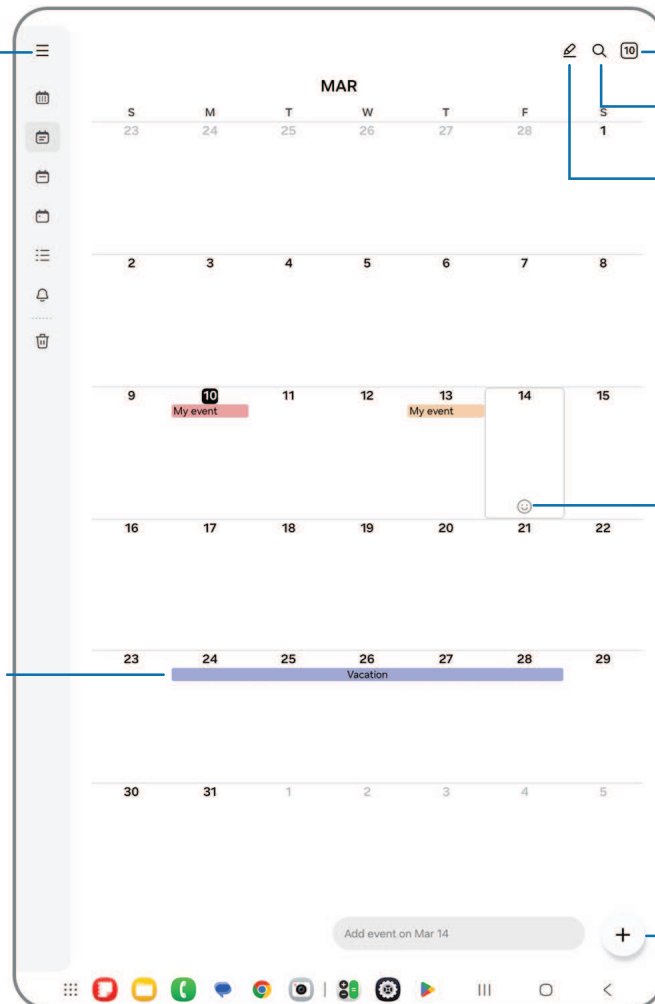 10
MAR
S M T W T F S
23 24 25 26 27 28 1
2 3 4 5 6 7 8
9 10 11 12 13 14 15
My event My event
16 17 18 19 20 21 22
23 24 25 26 27 28 29
Vacation
30 31 1 2 3 4 5
Add event on Mar 14